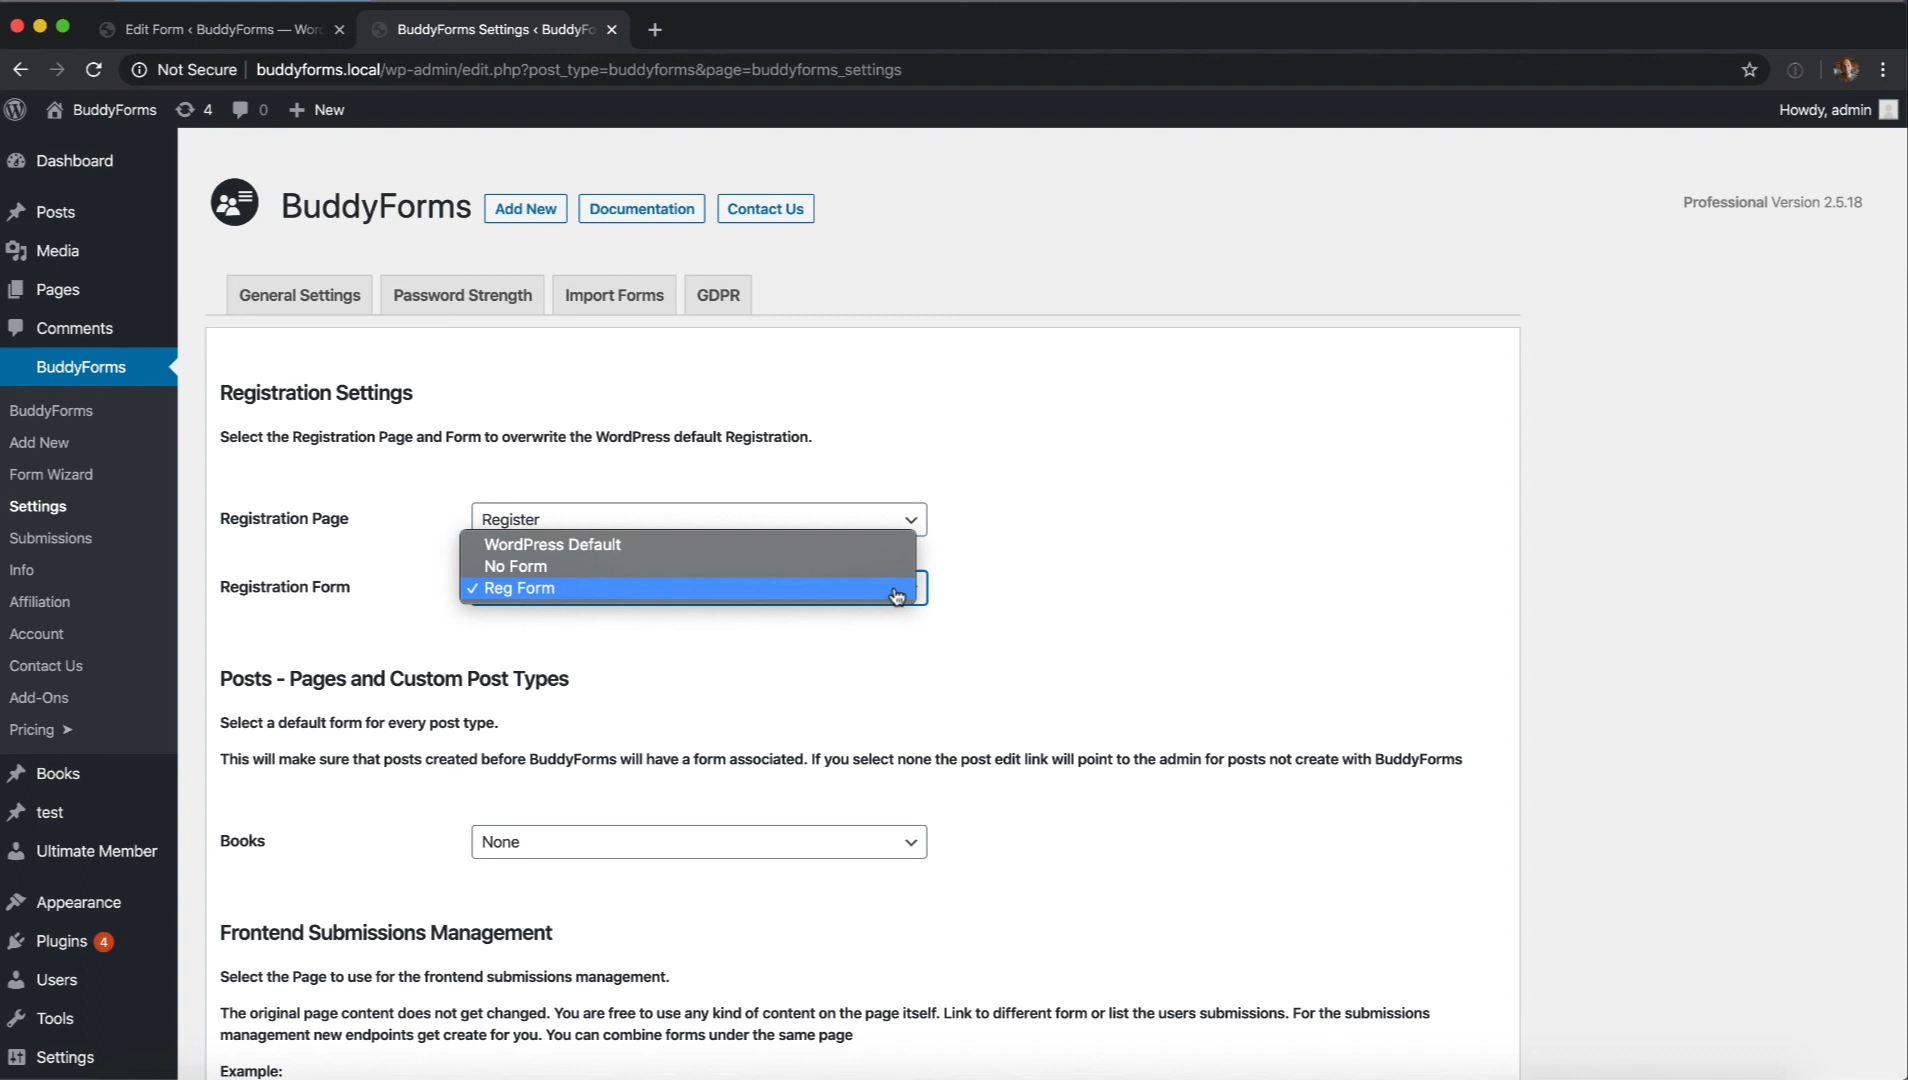 Edit Form ‹ BuddyForms — Wor
BuddyForms Settings ‹ BuddyFo
Not Secure
buddyforms.local/wp-admin/edit.php?post_type=buddyforms&page=buddyforms_settings
BuddyForms
4
0
New
Howdy, admin
Dashboard
Posts
Media
Pages
Comments
BuddyForms
BuddyForms
Add New
Form Wizard
Settings
Submissions
Info
Affiliation
Account
Contact Us
Add-Ons
Pricing ➤
Books
test
Ultimate Member
Appearance
Plugins 4
Users
Tools
Settings
BuddyForms
Add New
Documentation
Contact Us
Professional Version 2.5.18
General Settings
Password Strength
Import Forms
GDPR
Registration Settings
Select the Registration Page and Form to overwrite the WordPress default Registration.
Registration Page
Register
WordPress Default
No Form
Registration Form
✓ Reg Form
Posts - Pages and Custom Post Types
Select a default form for every post type.
This will make sure that posts created before BuddyForms will have a form associated. If you select none the post edit link will point to the admin for posts not create with BuddyForms
Books
None
Frontend Submissions Management
Select the Page to use for the frontend submissions management.
The original page content does not get changed. You are free to use any kind of content on the page itself. Link to different form or list the users submissions. For the submissions
management new endpoints get create for you. You can combine forms under the same page
Example: